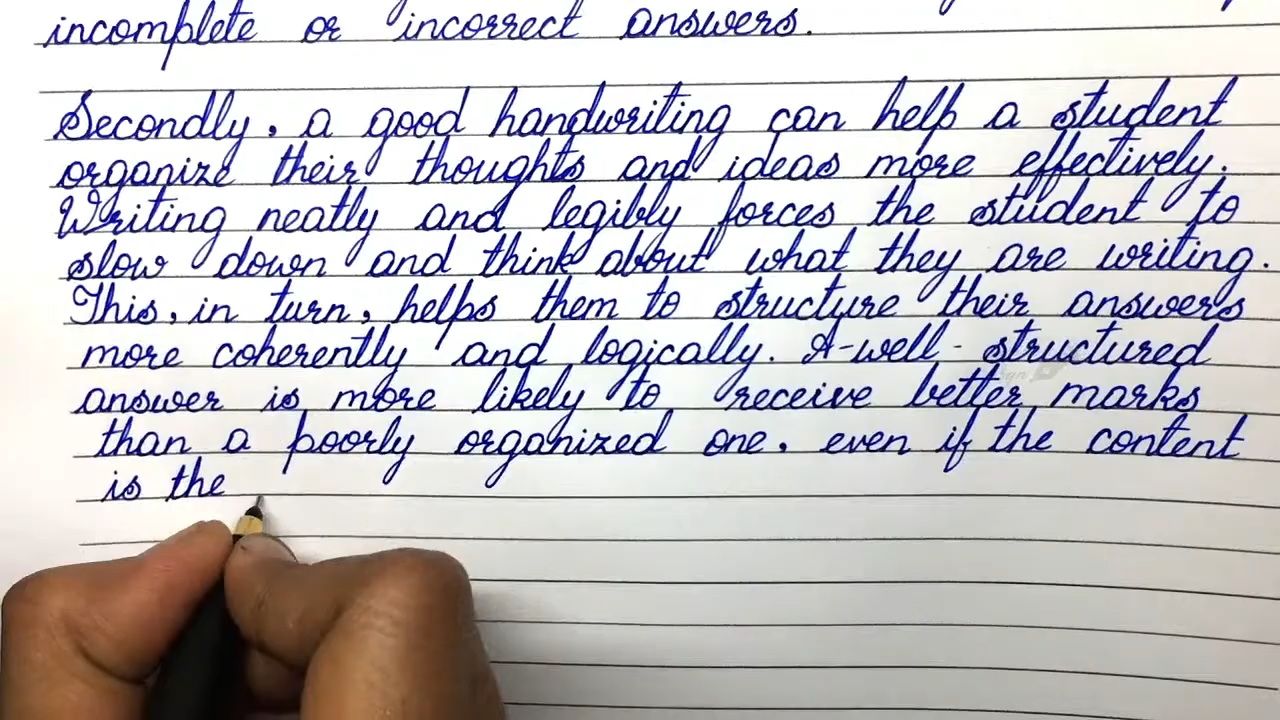 incomplete or incorrect answers.
Secondly, a good handwriting can help a student
organize their thoughts and ideas more effectively.
Writing neatly and legibly forces the student to
slow down and think about what they are writing.
This, in turn, helps them to structure their answers
more coherently and logically. A-well-structured
answer is more likely to receive better marks
than a poorly organized one, even if the content
is the